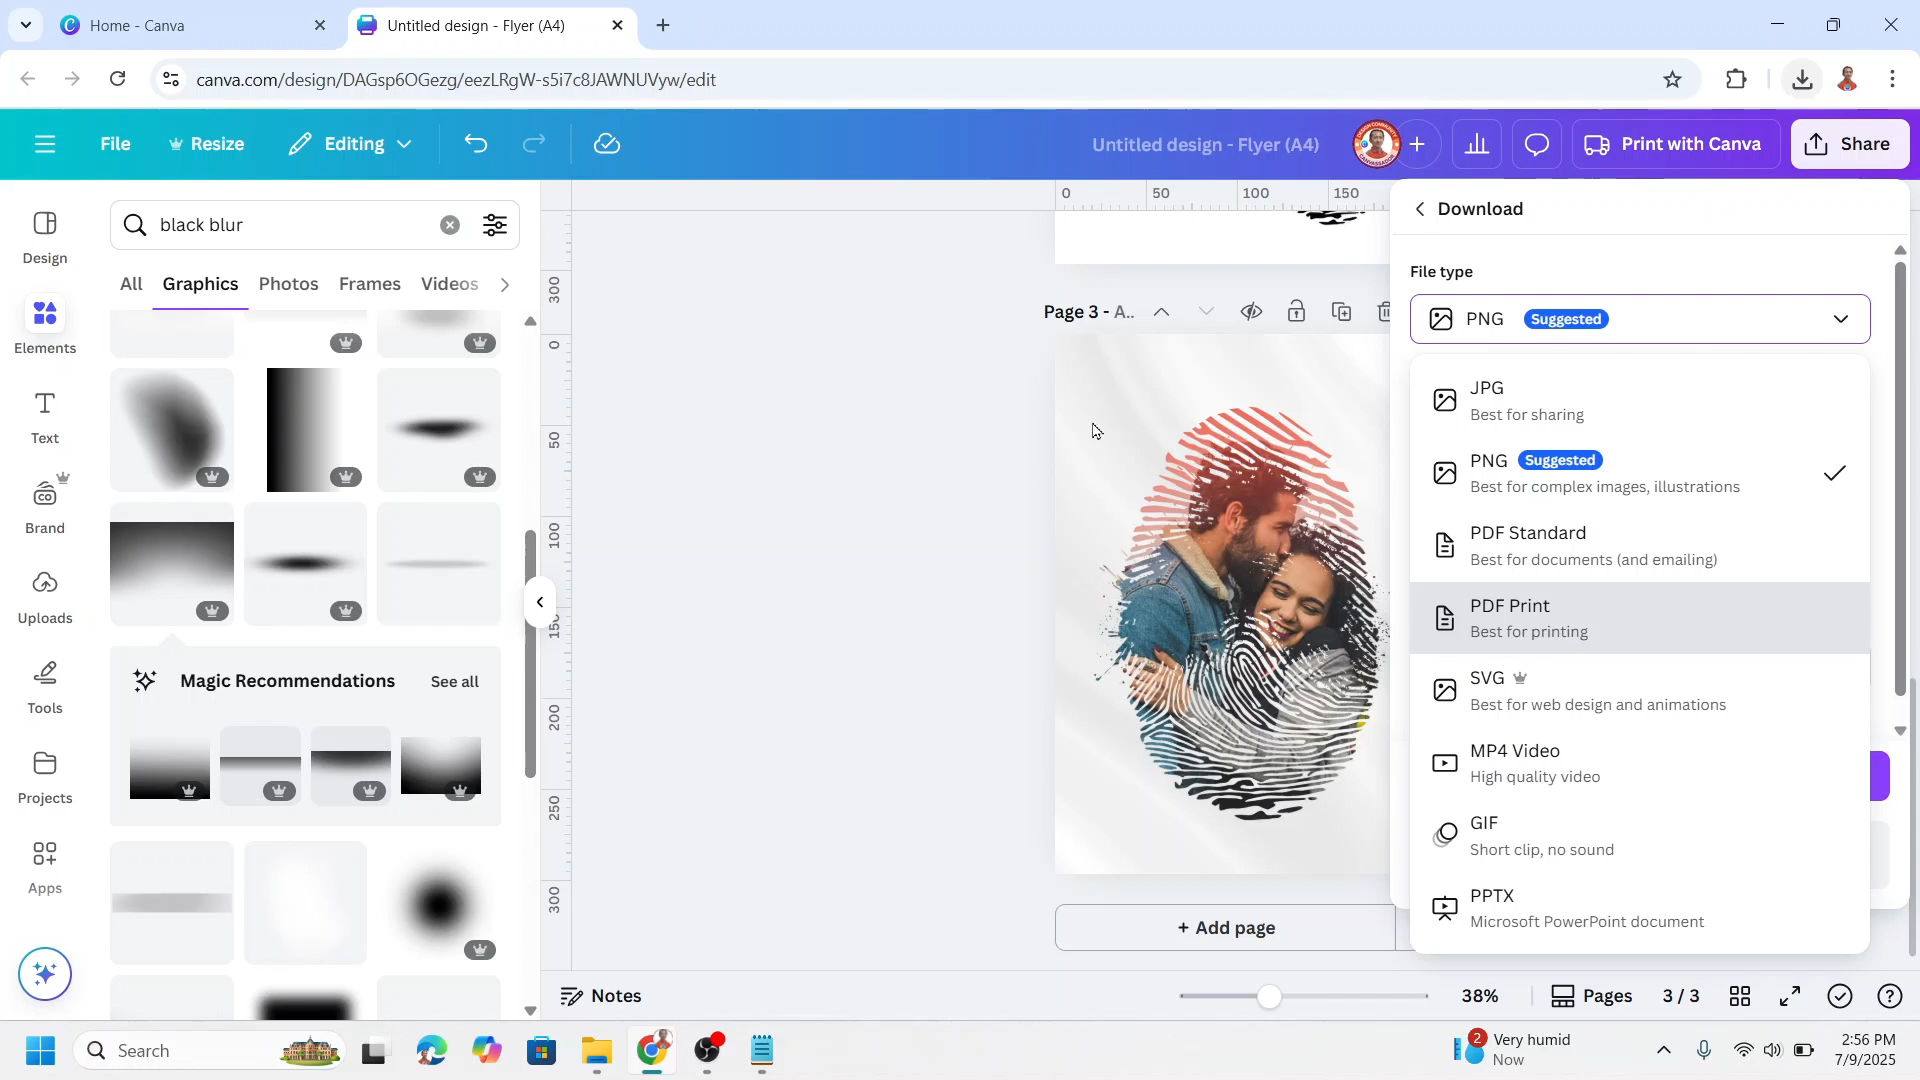 Home - Canva
Untitled design - Flyer (A4)
canva.com/design/DAGsp6OGezg/eezLRgW-s5i7c8JAWNUVyw/edit
File
Resize
Editing
Untitled design - Flyer (A4)
Print with Canva
Share
Design
Elements
Text
Brand
Uploads
Tools
Projects
Apps
black blur
All
Graphics
Photos
Frames
Videos
Magic Recommendations
See all
0
50
100
150
300
0
50
100
150
200
250
300
Page 3 - A..
+ Add page
Download
File type
PNG
Suggested
JPG
Best for sharing
PNG Suggested
Best for complex images, illustrations
PDF Standard
Best for documents (and emailing)
PDF Print
Best for printing
SVG
Best for web design and animations
MP4 Video
High quality video
GIF
Short clip, no sound
PPTX
Microsoft PowerPoint document
Notes
38%
Pages
3 / 3
Search
2
Very humid
Now
2:56 PM
7/9/2025